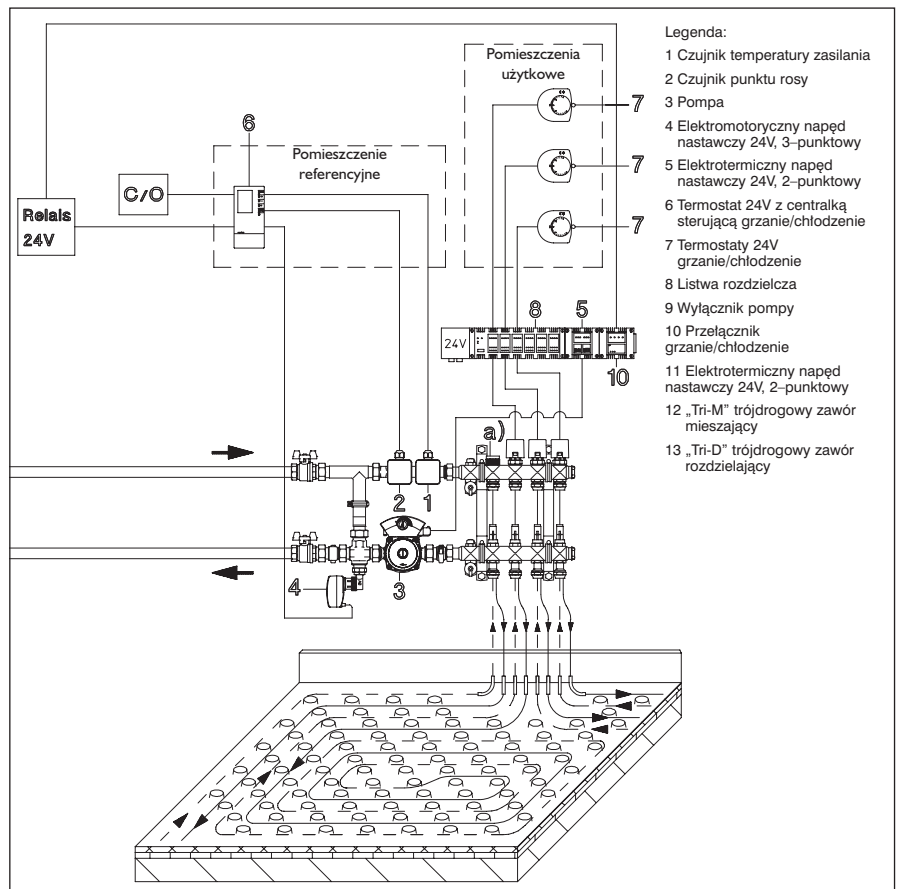 Legenda:
1 Czujnik temperatury zasilania
2 Czujnik punktu rosy
3 Pompa
4 Elektromotoryczny napęd
nastawczy 24V, 3–punktowy
5 Elektrotermiczny napęd
nastawczy 24V, 2–punktowy
6 Termostat 24V z centralką
sterującą grzanie/chłodzenie
7 Termostaty 24V
grzanie/chłodzenie
8 Listwa rozdzielcza
9 Wyłącznik pompy
10 Przełącznik
grzanie/chłodzenie
11 Elektrotermiczny napęd
nastawczy 24V, 2–punktowy
12 „Tri-M” trójdrogowy zawór
mieszający
13 „Tri-D” trójdrogowy zawór
rozdzielający
Pomieszczenia
użytkowe
7
7
7
6
Pomieszczenie
referencyjne
C/O
Relais
24V
8
5
24V
10
a)
2
1
4
3